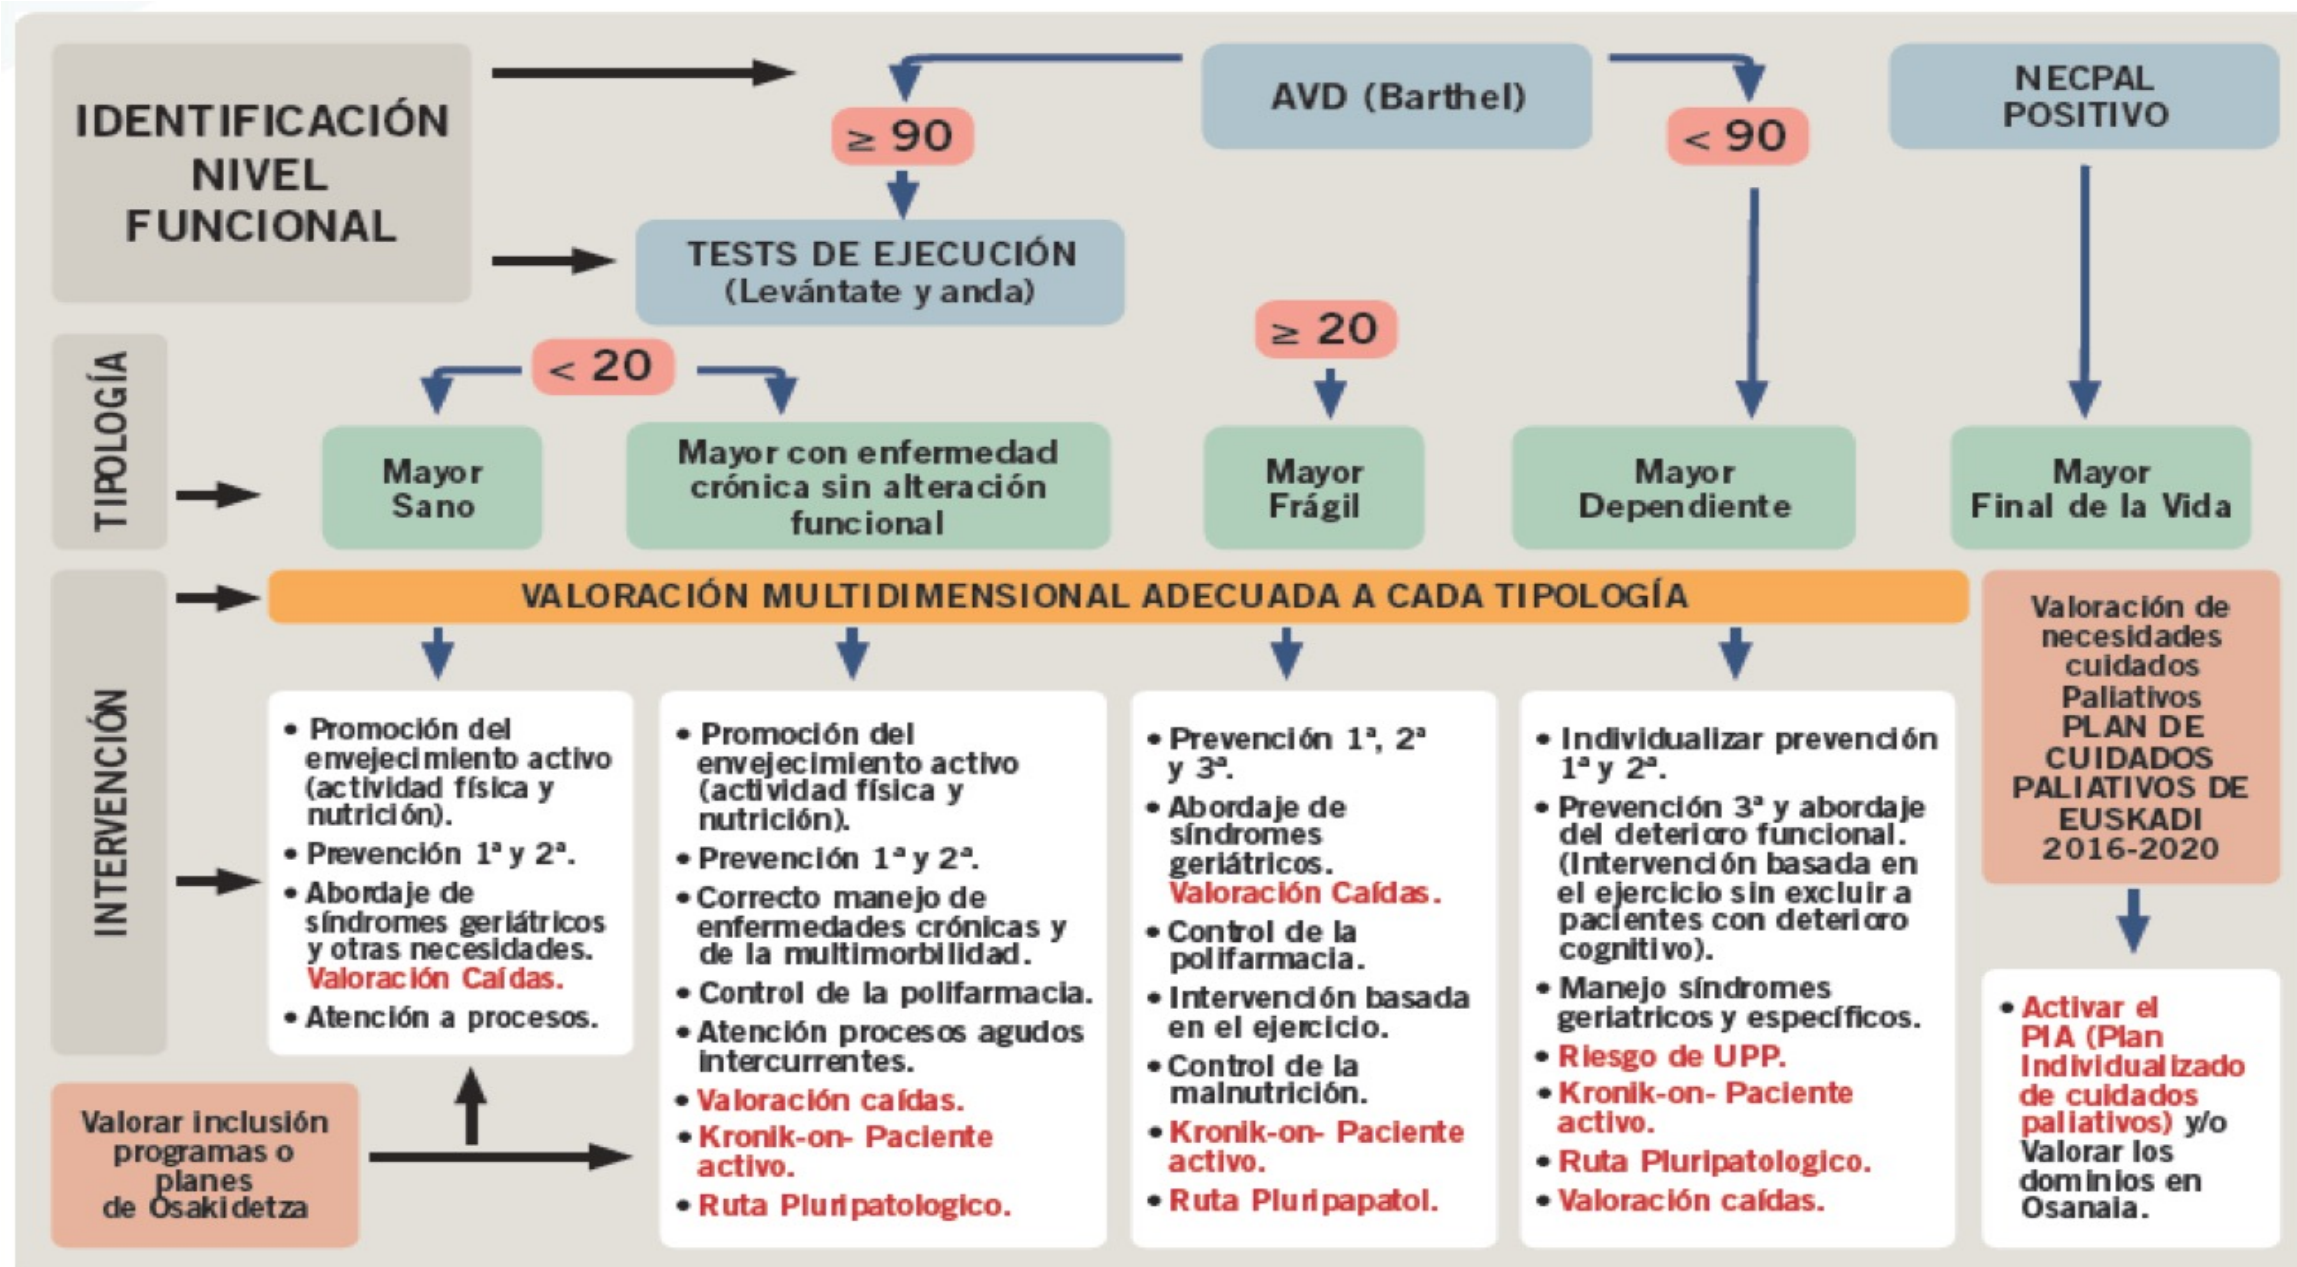 IDENTIFICACIÓN
NIVEL
FUNCIONAL
AVD (Barthel)
≥ 90
< 90
NECPAL
POSITIVO
TESTS DE EJECUCIÓN
(Levántate y anda)
TIPOLOGÍA
< 20
≥ 20
Mayor
Sano
Mayor con enfermedad
crónica sin alteración
funcional
Mayor
Frágil
Mayor
Dependiente
Mayor
Final de la Vida
INTERVENCIÓN
VALORACIÓN MULTIDIMENSIONAL ADECUADA A CADA TIPOLOGÍA
• Promoción del
envejecimiento activo
(actividad física y
nutrición).
• Prevención 1ª y 2ª.
• Abordaje de
síndromes geriátricos
y otras necesidades.
Valoración Caídas.
• Atención a procesos.
• Promoción del
envejecimiento activo
(actividad física y
nutrición).
• Prevención 1ª y 2ª.
• Correcto manejo de
enfermedades crónicas y
de la multimorbilidad.
• Control de la polifarmacia.
• Atención procesos agudos
intercurrentes.
• Valoración caídas.
• Kronik-on- Paciente
activo.
• Ruta Pluripatologico.
• Prevención 1ª, 2ª
y 3ª.
• Abordaje de
síndromes
geriátricos.
Valoración Caídas.
• Control de la
polifarmacia.
• Intervención basada
en el ejercicio.
• Control de la
malnutrición.
• Kronik-on- Paciente
activo.
• Ruta Pluripapatol.
• Individualizar prevención
1ª y 2ª.
• Prevención 3ª y abordaje
del deterioro funcional.
(Intervención basada en
el ejercicio sin excluir a
pacientes con deterioro
cognitivo).
• Manejo síndromes
geriatricos y específicos.
• Riesgo de UPP.
• Kronik-on- Paciente
activo.
• Ruta Pluripatologico.
• Valoración caídas.
Valoración de
necesidades
cuidados
Paliativos
PLAN DE
CUIDADOS
PALIATIVOS DE
EUSKADI
2016-2020
• Activar el
PIA (Plan
Individualizado
de cuidados
paliativos) y/o
Valorar los
dominios en
Osanaia.
Valorar inclusión
programas o
planes
de Osakidetza